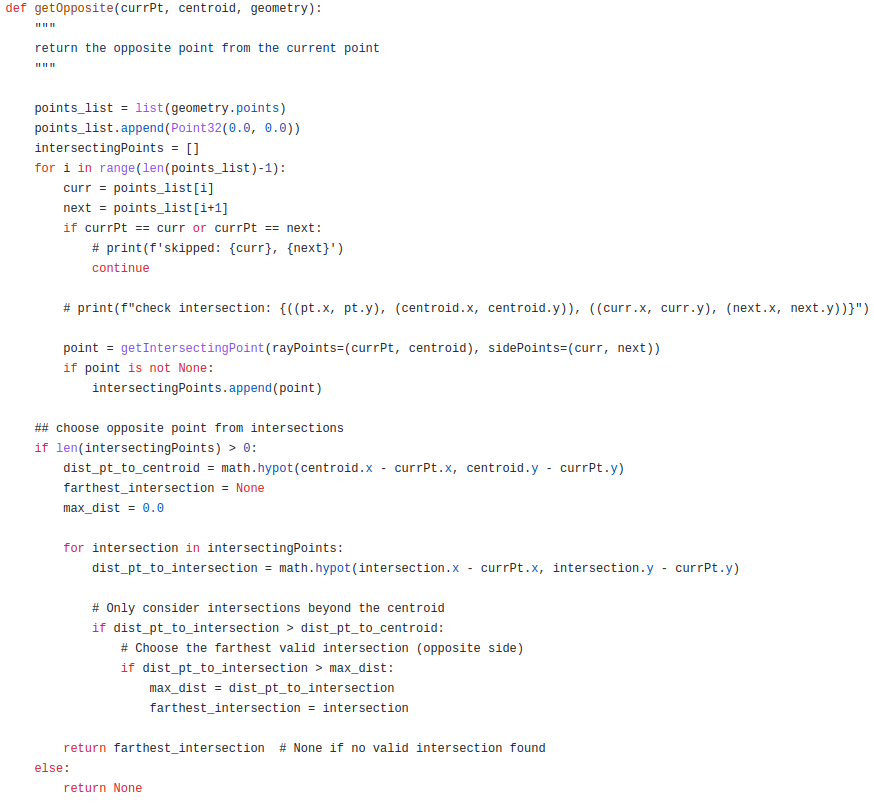 def getOpposite(currPt, centroid, geometry):
    """
    return the opposite point from the current point
    """

    points_list = list(geometry.points)
    points_list.append(Point32(0.0, 0.0))
    intersectingPoints = []
    for i in range(len(points_list)-1):
        curr = points_list[i]
        next = points_list[i+1]
        if currPt == curr or currPt == next:
            # print(f'skipped: {curr}, {next}')
            continue

        # print(f"check intersection: {((pt.x, pt.y), (centroid.x, centroid.y)), ((curr.x, curr.y), (next.x, next.y))}")

        point = getIntersectingPoint(rayPoints=(currPt, centroid), sidePoints=(curr, next))
        if point is not None:
            intersectingPoints.append(point)

    ## choose opposite point from intersections
    if len(intersectingPoints) > 0:
        dist_pt_to_centroid = math.hypot(centroid.x - currPt.x, centroid.y - currPt.y)
        farthest_intersection = None
        max_dist = 0.0

        for intersection in intersectingPoints:
            dist_pt_to_intersection = math.hypot(intersection.x - currPt.x, intersection.y - currPt.y)

            # Only consider intersections beyond the centroid
            if dist_pt_to_intersection > dist_pt_to_centroid:
                # Choose the farthest valid intersection (opposite side)
                if dist_pt_to_intersection > max_dist:
                    max_dist = dist_pt_to_intersection
                    farthest_intersection = intersection

        return farthest_intersection  # None if no valid intersection found
    else:
        return None